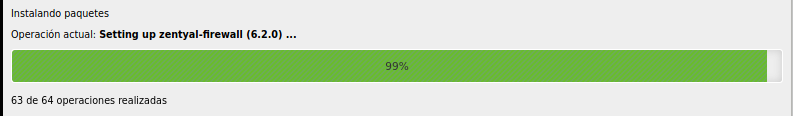 Instalando paquetes
Operación actual: Setting up zentyal-firewall (6.2.0) ...
99%
63 de 64 operaciones realizadas